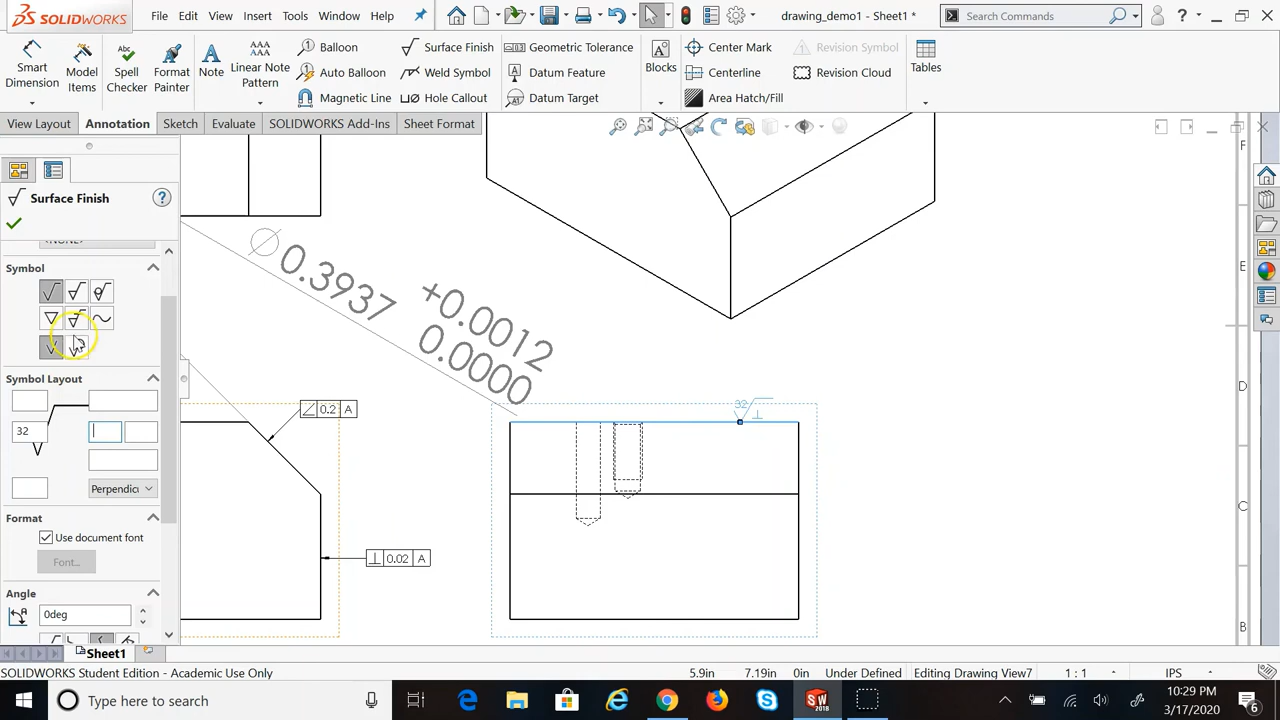 SOLIDWORKS File Edit View Insert Tools Window Help drawing_demo1 - Sheet1 * Search Commands ?
Smart Dimension
Model Items
Spell Checker
Format Painter
Note
Linear Note Pattern
Balloon
Auto Balloon
Magnetic Line
Surface Finish
Weld Symbol
Hole Callout
Geometric Tolerance
Datum Feature
Datum Target
Blocks
Center Mark
Centerline
Area Hatch/Fill
Revision Symbol
Revision Cloud
Tables
View Layout Annotation Sketch Evaluate SOLIDWORKS Add-Ins Sheet Format
Surface Finish ?
<NONE>
Symbol
Symbol Layout
32
Perpendic
Format
Use document font
Font...
Angle
0deg
Ø 0.3937 +0.0012
0.0000
∠ 0.2 A
⊥ 0.02 A
32
⊥
F
E
D
C
B
Sheet1
SOLIDWORKS Student Edition - Academic Use Only 5.9in 7.19in 0in Under Defined Editing Drawing View7 1 : 1 IPS
Type here to search
SW
2018
10:29 PM
3/17/2020
6